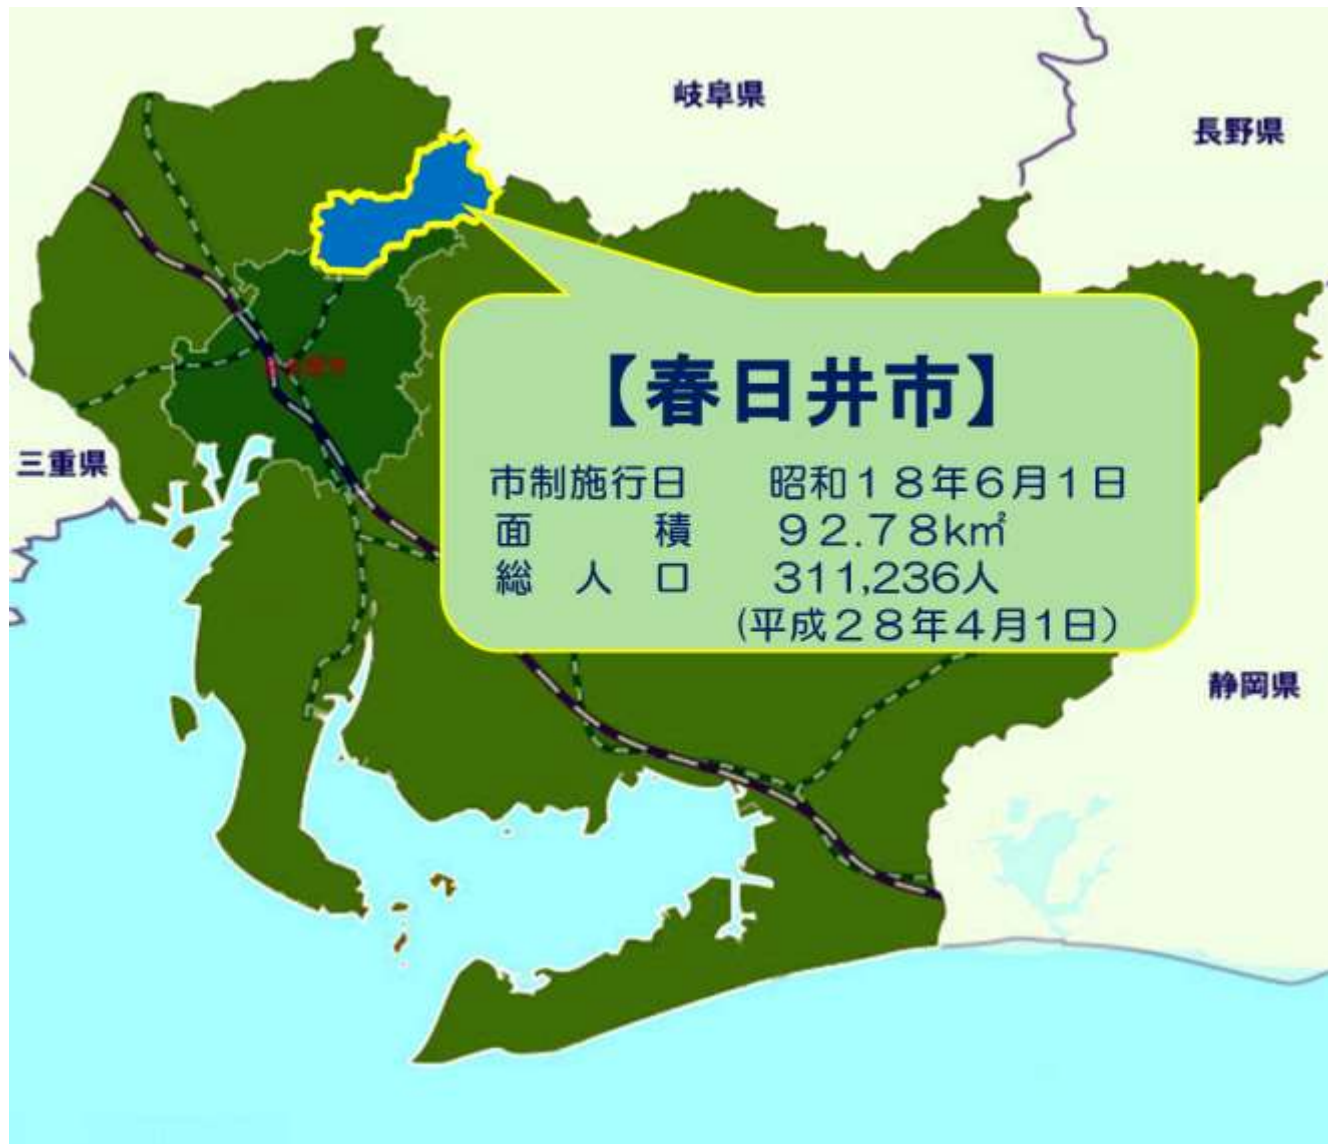 岐阜県
長野県
【春日井市】
三重県
市制施行日 昭和18年6月1日
面 積 92.78k㎡
総 人 口 311,236人
(平成28年4月1日)
静岡県